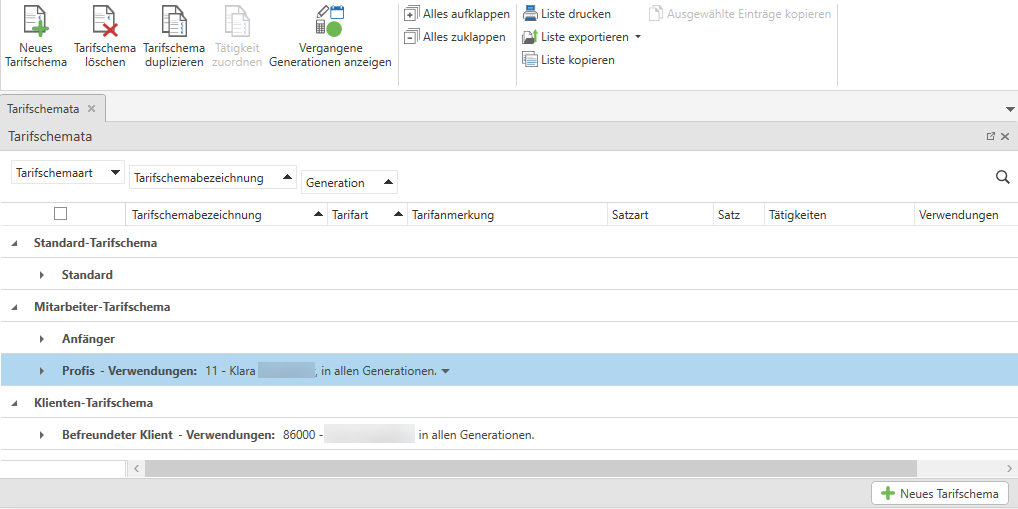 Neues Tarifschema
Tarifschema löschen
Tarifschema duplizieren
Tätigkeit zuordnen
Vergangene Generationen anzeigen
Alles aufklappen
Alles zuklappen
Liste drucken
Liste exportieren
Liste kopieren
Ausgewählte Einträge kopieren
Tarifschemata
Tarifschemata
Tarifschemaart
Tarifschemabezeichnung
Generation
Tarifschemabezeichnung Tarifart Tarifanmerkung Satzart Satz Tätigkeiten Verwendungen
Standard-Tarifschema
Standard
Mitarbeiter-Tarifschema
Anfänger
Profis - Verwendungen: 11 - Klara , in allen Generationen.
Klienten-Tarifschema
Befreundeter Klient - Verwendungen: 86000 - in allen Generationen.
Neues Tarifschema